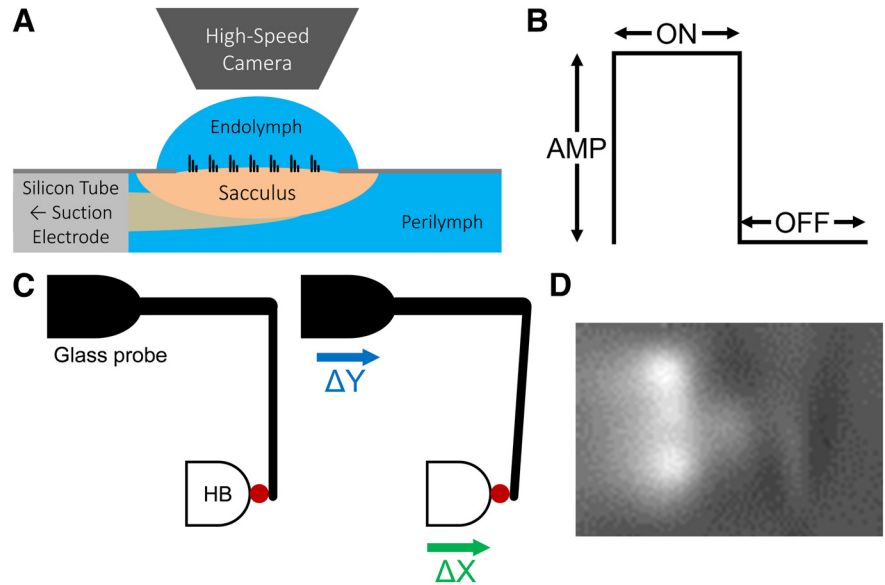 A
High-Speed
Camera
Endolymph
Silicon Tube
← Suction
Electrode
Sacculus
Perilymph
B
ON
AMP
OFF
C
Glass probe
ΔY
HB
ΔX
D